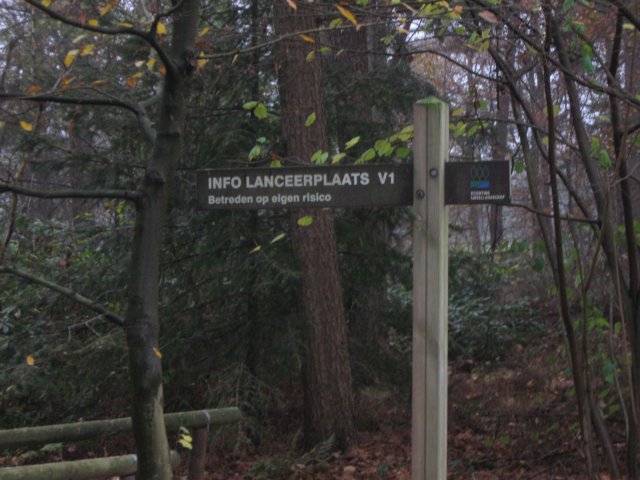 INFO LANCEERPLAATS V1
Betreden op eigen risico